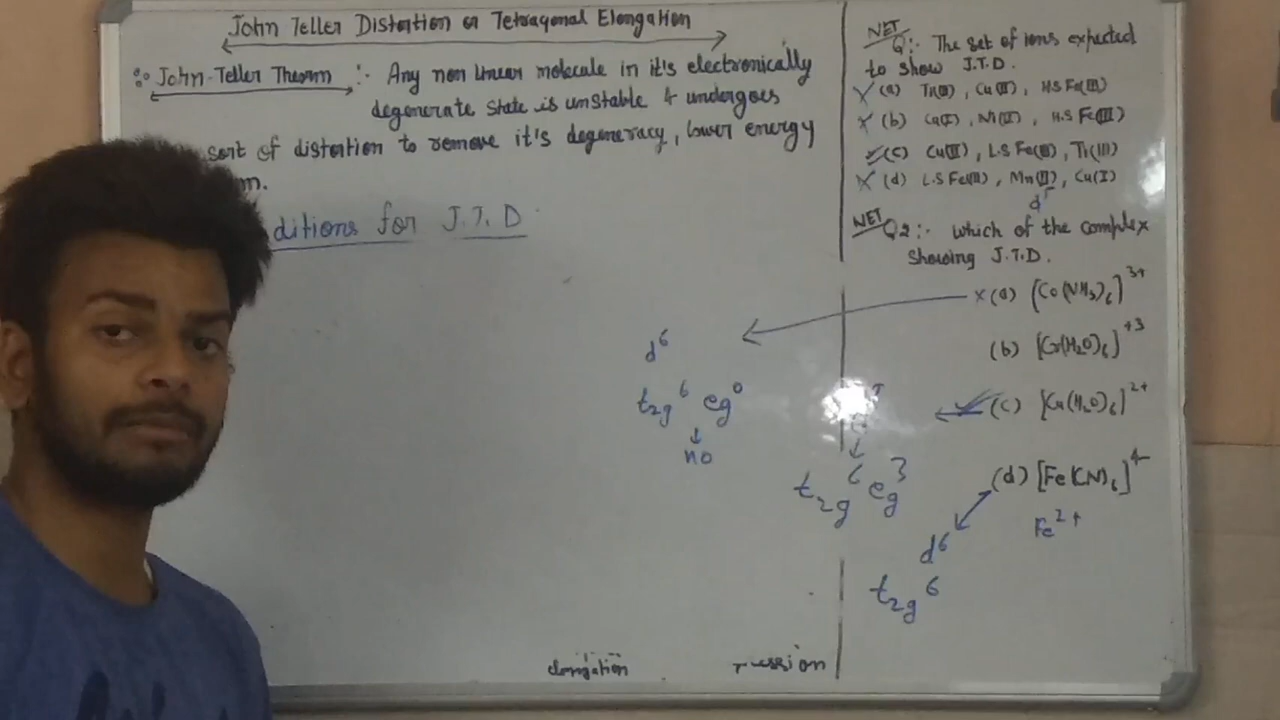 John Teller Distortion or Tetragonal Elongation
John-Teller Theorm :- Any non linear molecule in it's electronically
degenerate state is unstable & undergoes
sort of distortion to remove it's degeneracy, lower energy
m.
ditions for J.T.D
d6
t2g6 eg0
↓
no
elongation ression
NET
Q:- The set of ions expected
to show J.T.D.
(a) Ti(III), Cu(II), H.S Fe(III)
x (b) Cu(I), Ni(II), H.S Fe(III)
(c) Cu(II), L.S Fe(III), Ti(III)
x (d) L.S Fe(II), Mn(II), Cu(I)
NET
Q2:- which of the complex
showing J.T.D.
x (a) [Co(NH3)6]3+
(b) [Cr(H2O)6]+3
(c) [Cu(H2O)6]2+
t2g6 eg3
(d) [Fe(CN)6]4-
Fe2+
d6
t2g6